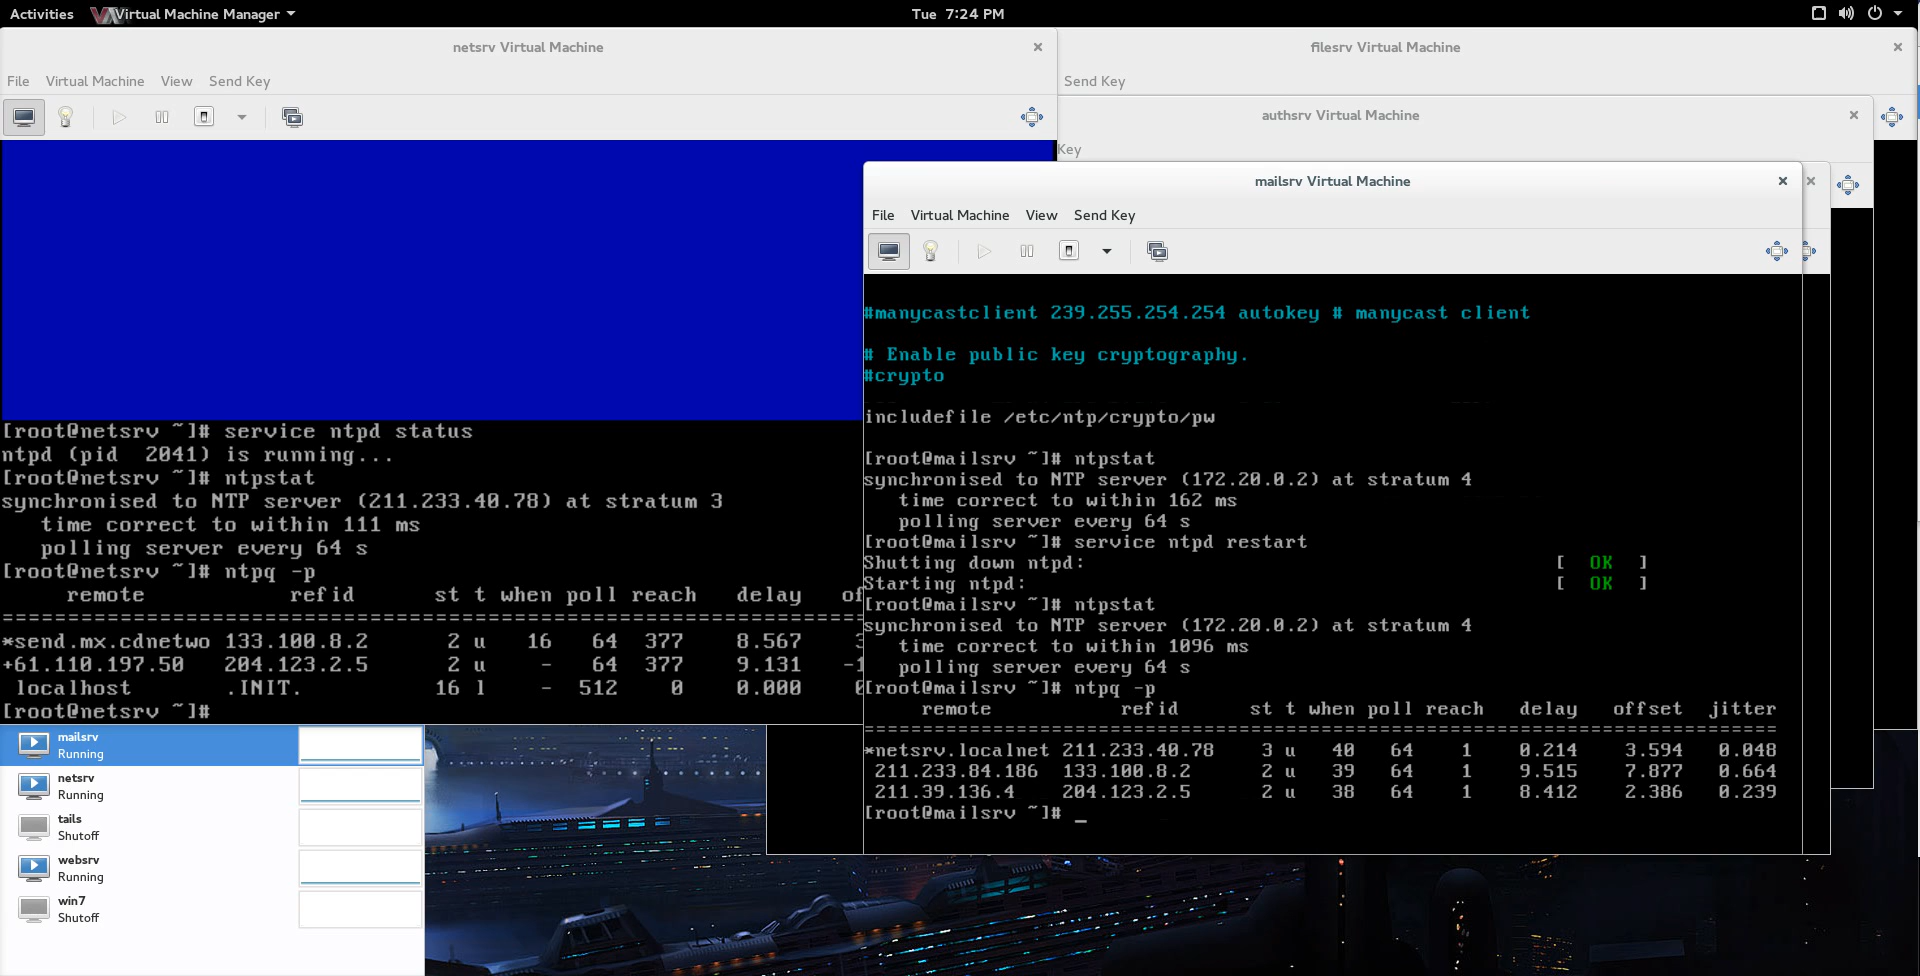 Activities
Virtual Machine Manager
Tue 7:24 PM
netsrv Virtual Machine
File Virtual Machine View Send Key
[root@netsrv ~]# service ntpd status
ntpd (pid 2041) is running...
[root@netsrv ~]# ntpstat
synchronised to NTP server (211.233.40.78) at stratum 3
time correct to within 111 ms
polling server every 64 s
[root@netsrv ~]# ntpq -p
remote refid st t when poll reach delay of
==============================================================================
*send.mx.cdnetwo 133.100.8.2 2 u 16 64 377 8.567 3
+61.110.197.50 204.123.2.5 2 u - 64 377 9.131 -1
localhost .INIT. 16 l - 512 0 0.000 0
[root@netsrv ~]#
filesrv Virtual Machine
Send Key
authsrv Virtual Machine
Key
mailsrv Virtual Machine
File Virtual Machine View Send Key
#manycastclient 239.255.254.254 autokey # manycast client
# Enable public key cryptography.
#crypto
includefile /etc/ntp/crypto/pw
[root@mailsrv ~]# ntpstat
synchronised to NTP server (172.20.0.2) at stratum 4
time correct to within 162 ms
polling server every 64 s
[root@mailsrv ~]# service ntpd restart
Shutting down ntpd: [ OK ]
Starting ntpd: [ OK ]
[root@mailsrv ~]# ntpstat
synchronised to NTP server (172.20.0.2) at stratum 4
time correct to within 1096 ms
polling server every 64 s
[root@mailsrv ~]# ntpq -p
remote refid st t when poll reach delay offset jitter
==============================================================================
*netsrv.localnet 211.233.40.78 3 u 40 64 1 0.214 3.594 0.048
211.233.84.186 133.100.8.2 2 u 39 64 1 9.515 7.877 0.664
211.39.136.4 204.123.2.5 2 u 38 64 1 8.412 2.386 0.239
[root@mailsrv ~]# _
mailsrv
Running
netsrv
Running
tails
Shutoff
websrv
Running
win7
Shutoff